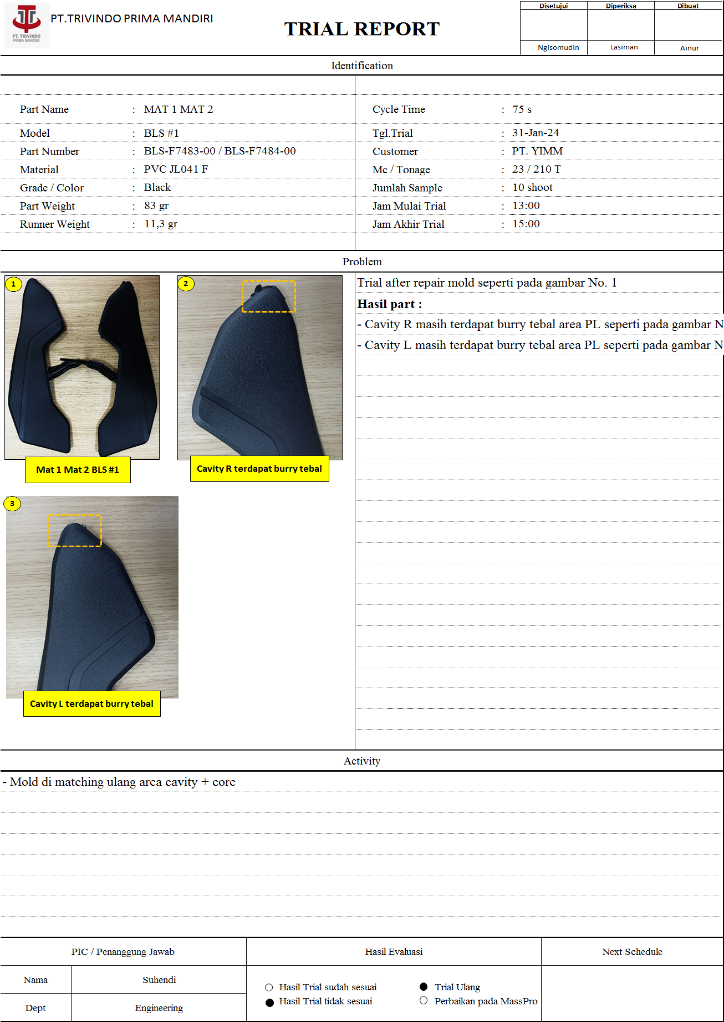 PT.TRIVINDO PRIMA MANDIRI
PT. TRIVINDO
PRIMA MANDIRI
TRIAL REPORT
Disetujui Diperiksa Dibuat
Ngisomudin Lasiman Ainur
Identification
Part Name : MAT 1 MAT 2
Model : BLS #1
Part Number : BLS-F7483-00 / BLS-F7484-00
Material : PVC JL041 F
Grade / Color : Black
Part Weight : 83 gr
Runner Weight : 11,3 gr
Cycle Time : 75 s
Tgl.Trial : 31-Jan-24
Customer : PT. YIMM
Mc / Tonage : 23 / 210 T
Jumlah Sample : 10 shoot
Jam Mulai Trial : 13:00
Jam Akhir Trial : 15:00
Problem
1
Mat 1 Mat 2 BLS #1
2
Cavity R terdapat burry tebal
3
Cavity L terdapat burry tebal
Trial after repair mold seperti pada gambar No. 1
Hasil part :
- Cavity R masih terdapat burry tebal area PL seperti pada gambar N
- Cavity L masih terdapat burry tebal area PL seperti pada gambar N
Activity
- Mold di matching ulang area cavity + core
PIC / Penanggung Jawab
Nama Suhendi
Dept Engineering
Hasil Evaluasi
Hasil Trial sudah sesuai
Hasil Trial tidak sesuai
Trial Ulang
Perbaikan pada MassPro
Next Schedule